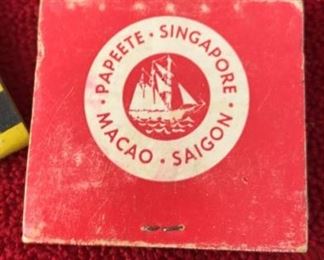 PAPEETE · SINGAPORE ·
MACAO · SAIGON ·